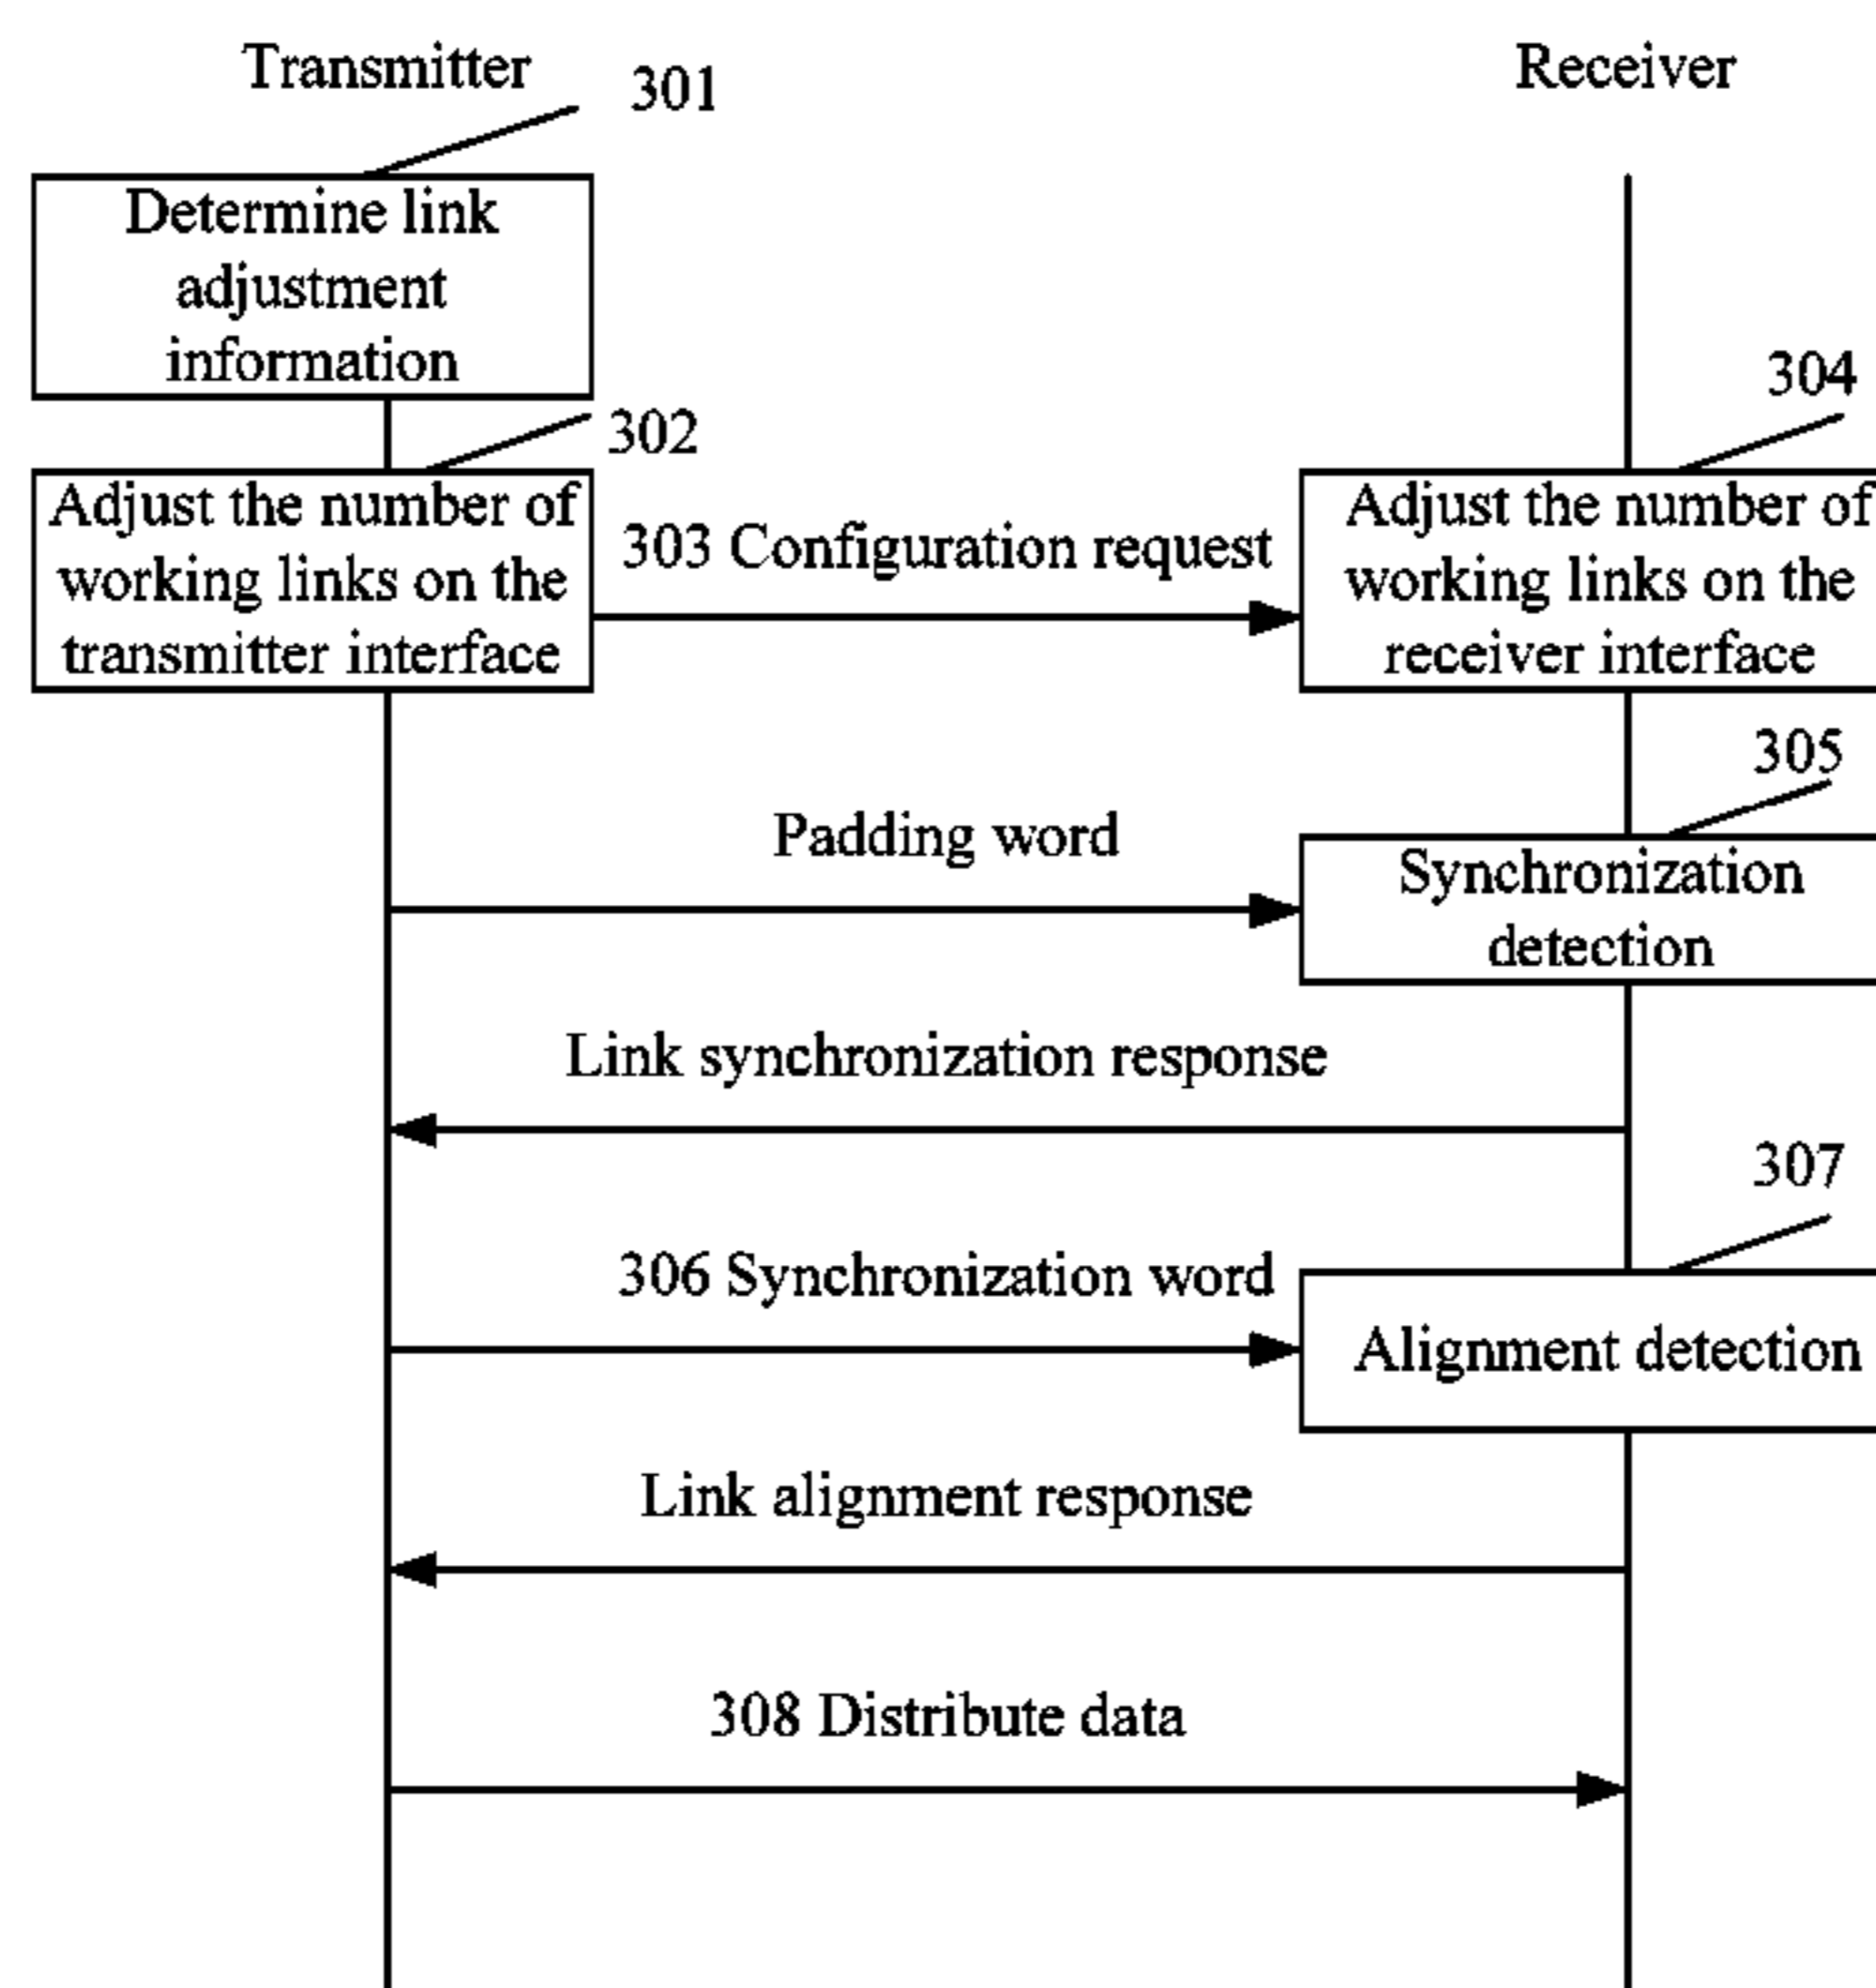 Transmitter
Receiver
301
Determine link
adjustment
information
302
304
Adjust the number of
working links on the
transmitter interface
303 Configuration request
Adjust the number of
working links on the
receiver interface
305
Padding word
Synchronization
detection
Link synchronization response
307
306 Synchronization word
Alignment detection
Link alignment response
308 Distribute data